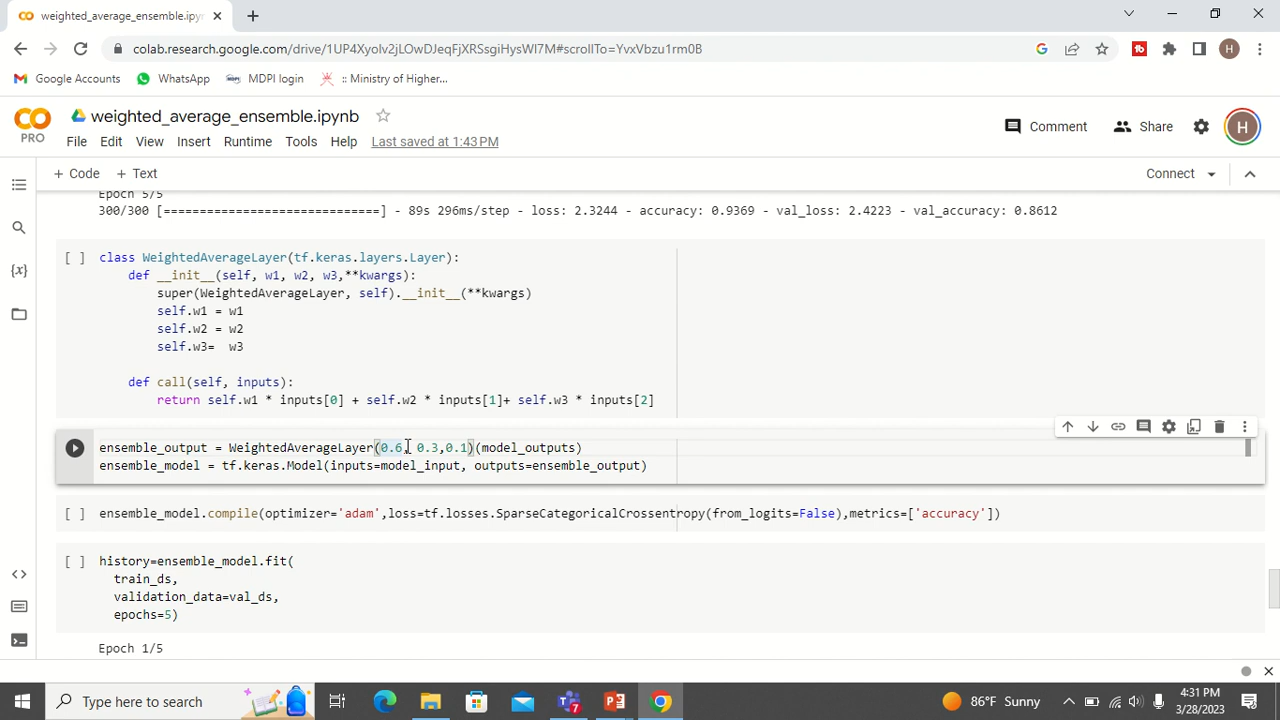 weighted_average_ensemble.ipyn
colab.research.google.com/drive/1UP4Xyolv2jLOwDJeqFjXRSsgiHysWI7M#scrollTo=YvxVbzu1rm0B
Google Accounts WhatsApp MDPI login :: Ministry of Higher...
weighted_average_ensemble.ipynb
PRO
Comment Share H
File Edit View Insert Runtime Tools Help Last saved at 1:43 PM
+ Code + Text Connect
Epoch 5/5
300/300 [==============================] - 89s 296ms/step - loss: 2.3244 - accuracy: 0.9369 - val_loss: 2.4223 - val_accuracy: 0.8612
[ ] class WeightedAverageLayer(tf.keras.layers.Layer):
def __init__(self, w1, w2, w3,**kwargs):
super(WeightedAverageLayer, self).__init__(**kwargs)
self.w1 = w1
self.w2 = w2
self.w3= w3
def call(self, inputs):
return self.w1 * inputs[0] + self.w2 * inputs[1]+ self.w3 * inputs[2]
ensemble_output = WeightedAverageLayer(0.6, 0.3,0.1)(model_outputs)
ensemble_model = tf.keras.Model(inputs=model_input, outputs=ensemble_output)
[ ] ensemble_model.compile(optimizer='adam',loss=tf.losses.SparseCategoricalCrossentropy(from_logits=False),metrics=['accuracy'])
[ ] history=ensemble_model.fit(
train_ds,
validation_data=val_ds,
epochs=5)
Epoch 1/5
Type here to search 86°F Sunny 4:31 PM
3/28/2023